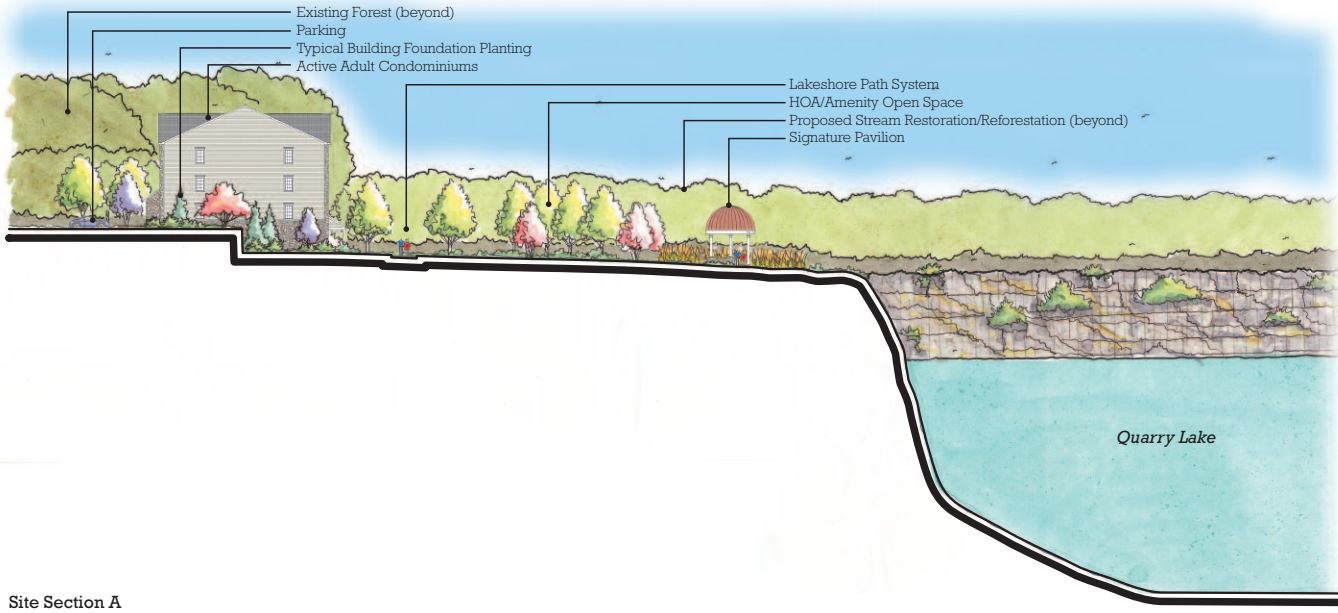 Existing Forest (beyond)
Parking
Typical Building Foundation Planting
Active Adult Condominiums
Lakeshore Path System
HOA/Amenity Open Space
Proposed Stream Restoration/Reforestation (beyond)
Signature Pavilion
Quarry Lake
Site Section A